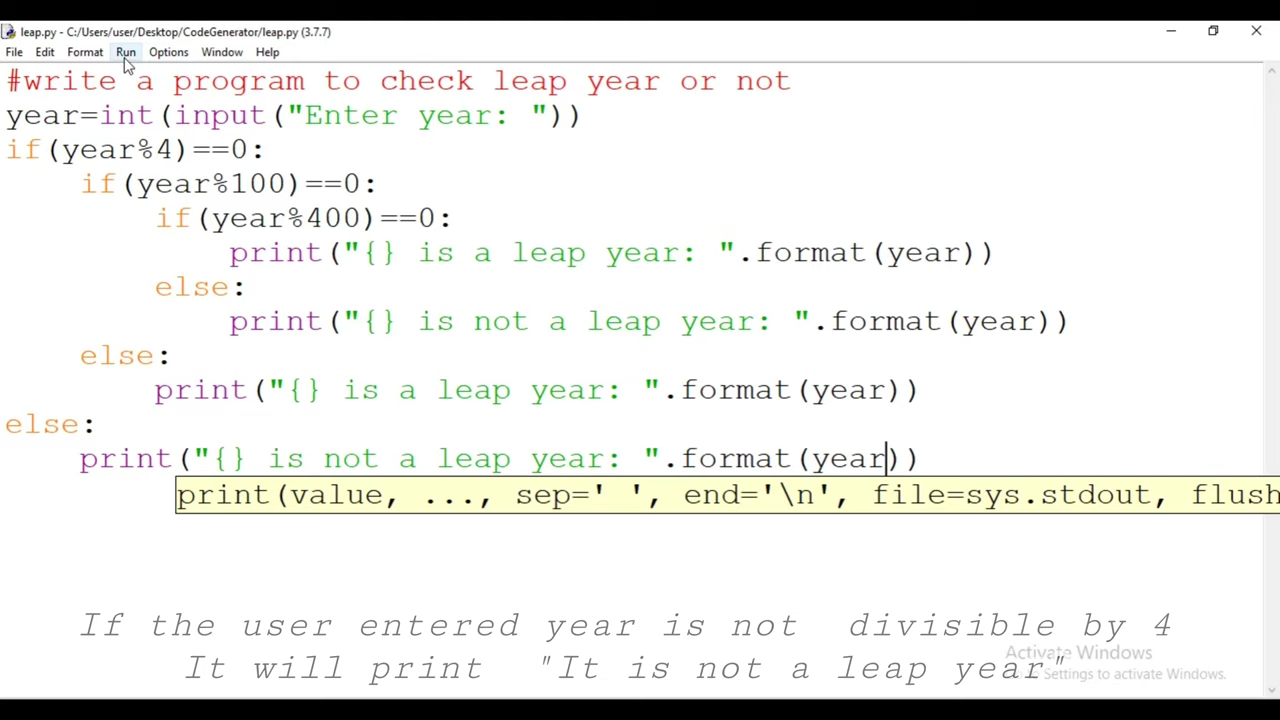 leap.py - C:/Users/user/Desktop/CodeGenerator/leap.py (3.7.7)
File Edit Format Run Options Window Help
#write a program to check leap year or not
year=int(input("Enter year: "))
if(year%4)==0:
    if(year%100)==0:
        if(year%400)==0:
            print("{} is a leap year: ".format(year))
        else:
            print("{} is not a leap year: ".format(year))
    else:
        print("{} is a leap year: ".format(year))
else:
    print("{} is not a leap year: ".format(year))
print(value, ..., sep=' ', end='\n', file=sys.stdout, flush
If the user entered year is not divisible by 4
It will print "It is not a leap year"
Activate Windows
Settings to activate Windows.